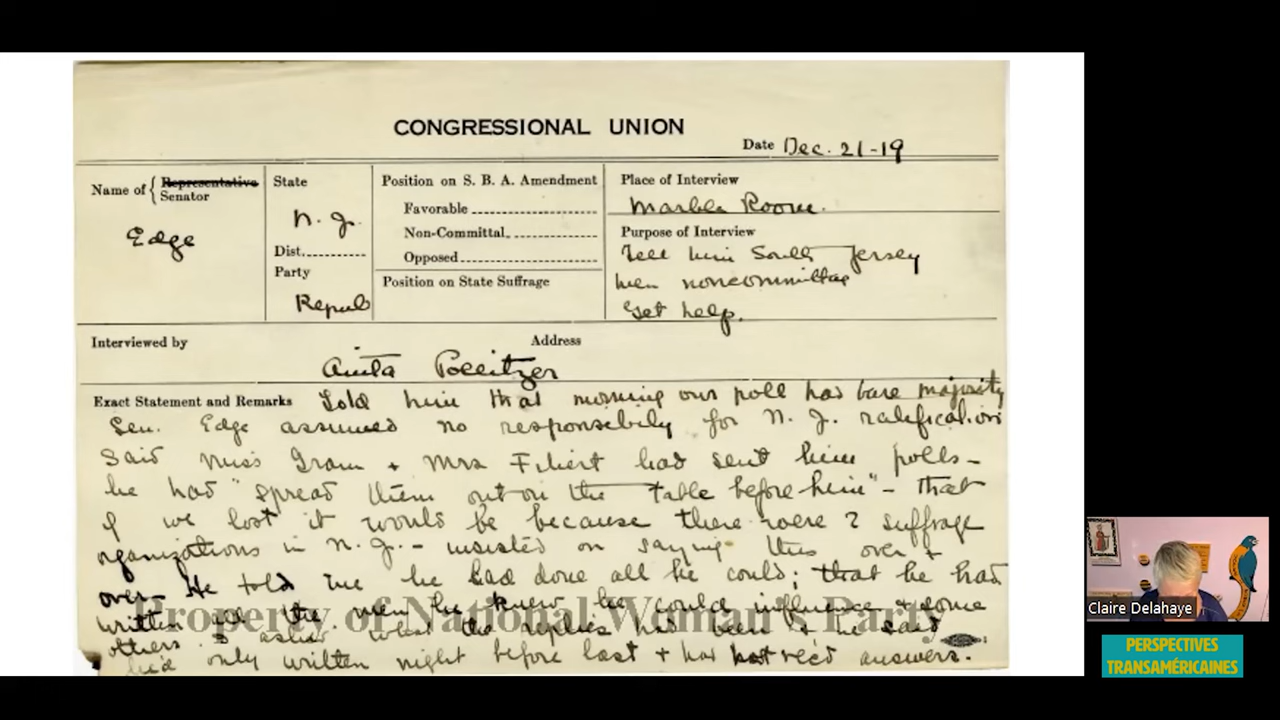 CONGRESSIONAL UNION
Date Dec. 21-19
Name of { Representative
Senator
Edge
State
N. J.
Dist.
Party
Repub
Position on S. B. A. Amendment
Favorable
Non-Committal
Opposed
Position on State Suffrage
Place of Interview
Marble Room.
Purpose of Interview
Tell him South Jersey
men noncommittal
Get help.
Interviewed by
Address
Anita Pollitzer
Exact Statement and Remarks Told him that morning our poll had bare majority
Sen. Edge assumed no responsibily for N. J. ratification
Said Miss Gram + Mrs Filbert had sent him polls -
he had "spread them out on the table before him" - that
if we lost it would be because there were 2 suffrage
organizations in N. J. - insisted on saying this over +
over - He told me he had done all he could; that he had
written all the men he knew he could influence + some
others. I asked what the replies had been + he said
he'd only written night before last + had not rec'd answers.
Property of National Woman's Party
Claire Delahaye
PERSPECTIVES
TRANSAMÉRICAINES